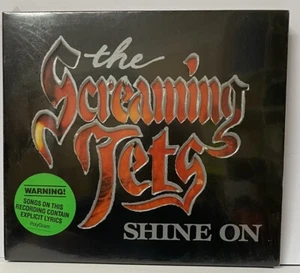 the
Screaming
Jets
SHINE ON
WARNING!
SONGS ON THIS
RECORDING CONTAIN
EXPLICIT LYRICS